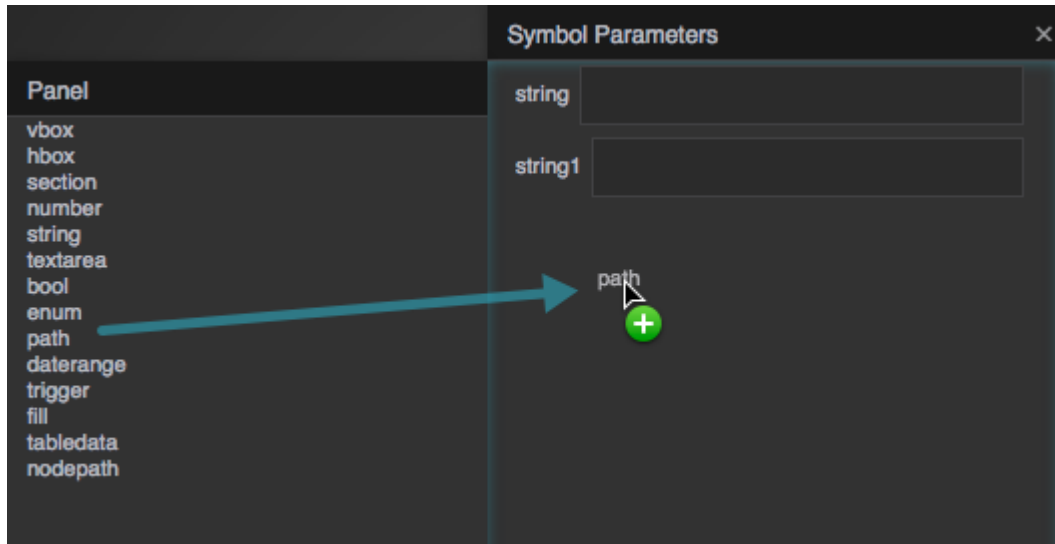 Symbol Parameters ×
Panel
vbox
hbox
section
number
string
textarea
bool
enum
path
daterange
trigger
fill
tabledata
nodepath
string
string1
path